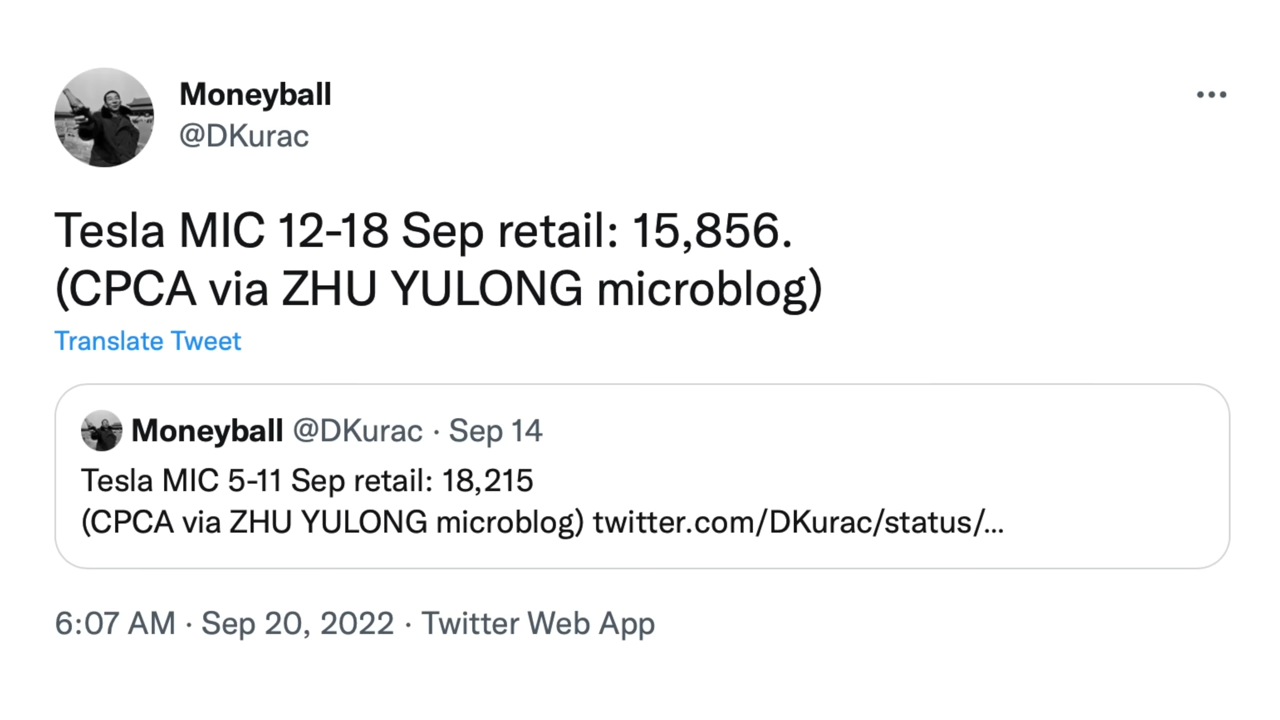 Moneyball
@DKurac
Tesla MIC 12-18 Sep retail: 15,856.
(CPCA via ZHU YULONG microblog)
Translate Tweet
Moneyball @DKurac · Sep 14
Tesla MIC 5-11 Sep retail: 18,215
(CPCA via ZHU YULONG microblog) twitter.com/DKurac/status/...
6:07 AM · Sep 20, 2022 · Twitter Web App